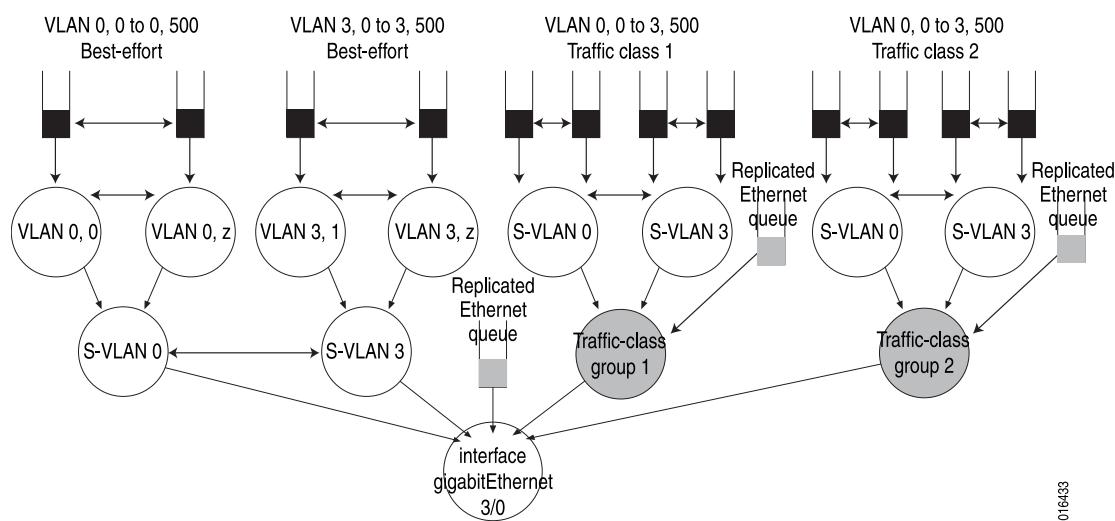 VLAN 0, 0 to 0, 500
Best-effort
VLAN 3, 0 to 3, 500
Best-effort
VLAN 0, 0 to 3, 500
Traffic class 1
VLAN 0, 0 to 3, 500
Traffic class 2
Replicated
Ethernet
queue
Replicated
Ethernet
queue
VLAN 0, 0
VLAN 0, z
VLAN 3, 1
VLAN 3, z
S-VLAN 0
S-VLAN 3
S-VLAN 0
S-VLAN 3
Replicated
Ethernet
queue
S-VLAN 0
S-VLAN 3
Traffic-class
group 1
Traffic-class
group 2
interface
gigabitEthernet
3/0
016433